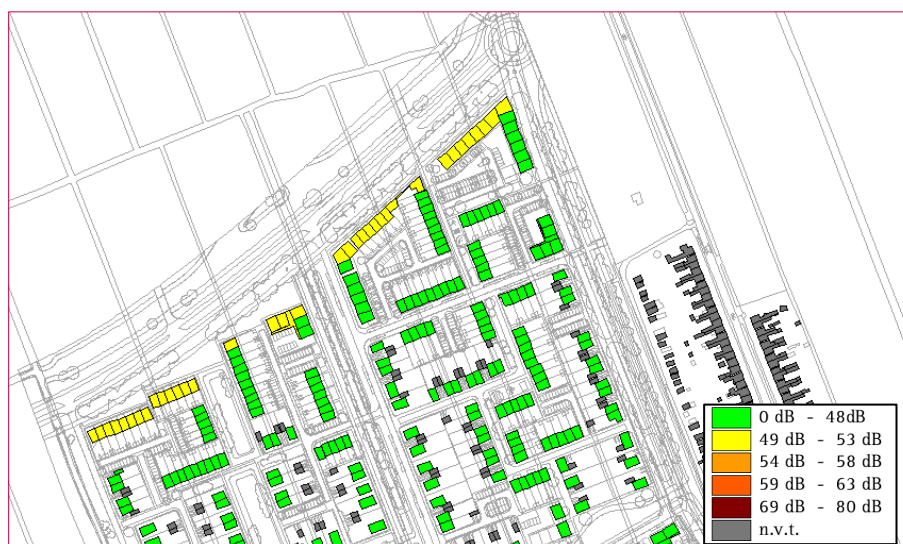 0 dB - 48dB
49 dB - 53 dB
54 dB - 58 dB
59 dB - 63 dB
69 dB - 80 dB
n.v.t.